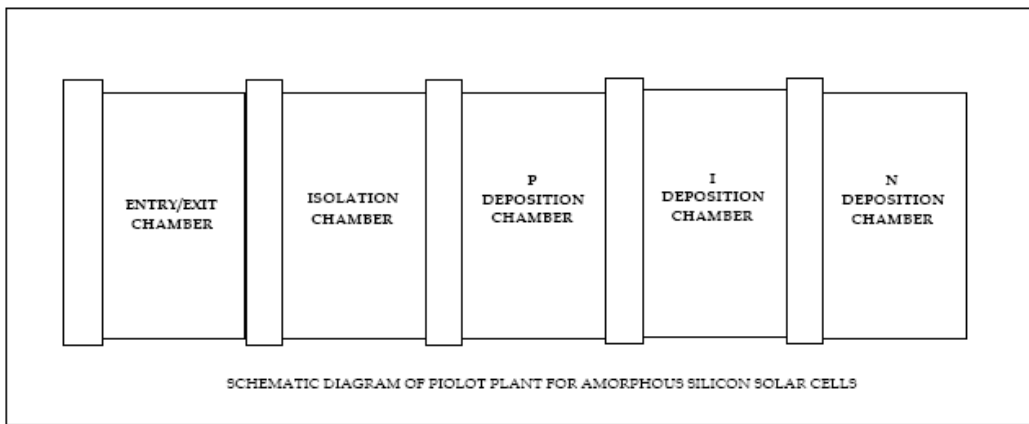 ENTRY/EXIT
CHAMBER
ISOLATION
CHAMBER
P
DEPOSITION
CHAMBER
I
DEPOSITION
CHAMBER
N
DEPOSITION
CHAMBER
SCHEMATIC DIAGRAM OF PIOLOT PLANT FOR AMORPHOUS SILICON SOLAR CELLS